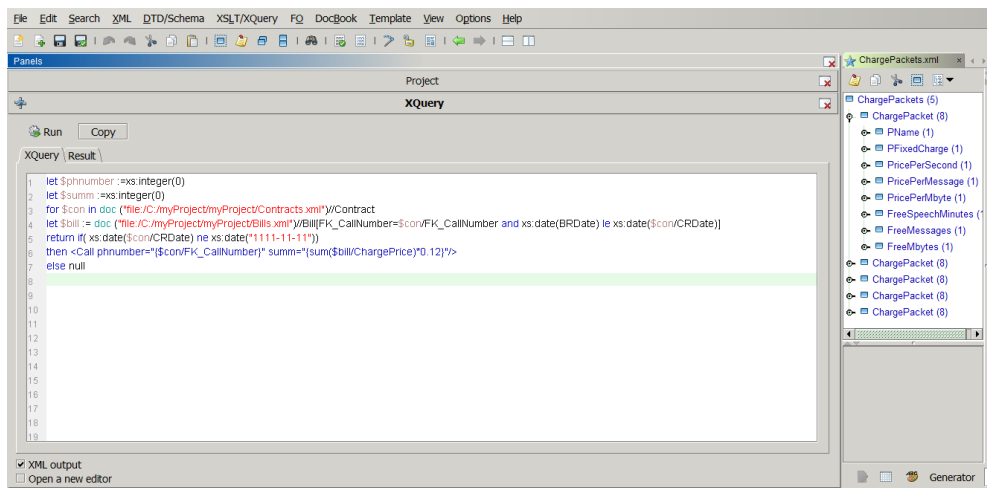 File Edit Search XML DTD/Schema XSLT/XQuery FO DocBook Template View Options Help
Panels
ChargePackets.xml
Project
XQuery
Run Copy
XQuery Result
1 let $phnumber :=xs:integer(0)
2 let $summ :=xs:integer(0)
3 for $con in doc ("file:/C:/myProject/myProject/Contracts.xml")//Contract
4 let $bill := doc ("file:/C:/myProject/myProject/Bills.xml")//Bill[FK_CallNumber=$con/FK_CallNumber and xs:date(BRDate) le xs:date($con/CRDate)]
5 return if( xs:date($con/CRDate) ne xs:date("1111-11-11"))
6 then <Call phnumber="{$con/FK_CallNumber}" summ="{sum($bill/ChargePrice)*0.12}"/>
7 else null
8
9
10
11
12
13
14
15
16
17
18
19
ChargePackets (5)
ChargePacket (8)
PName (1)
PFixedCharge (1)
PricePerSecond (1)
PricePerMessage (1)
PricePerMbyte (1)
FreeSpeechMinutes (1
FreeMessages (1)
FreeMbytes (1)
ChargePacket (8)
ChargePacket (8)
ChargePacket (8)
ChargePacket (8)
XML output
Open a new editor
Generator